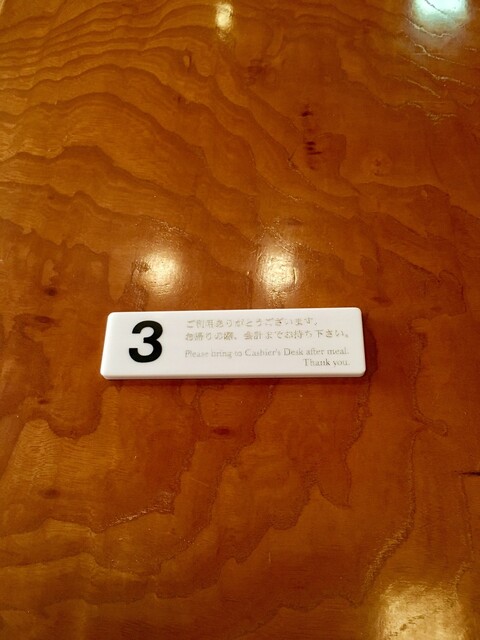 3
ご利用ありがとうございます。
お帰りの際、会計までお持ち下さい。
Please bring to Cashier's Desk after meal.
Thank you.